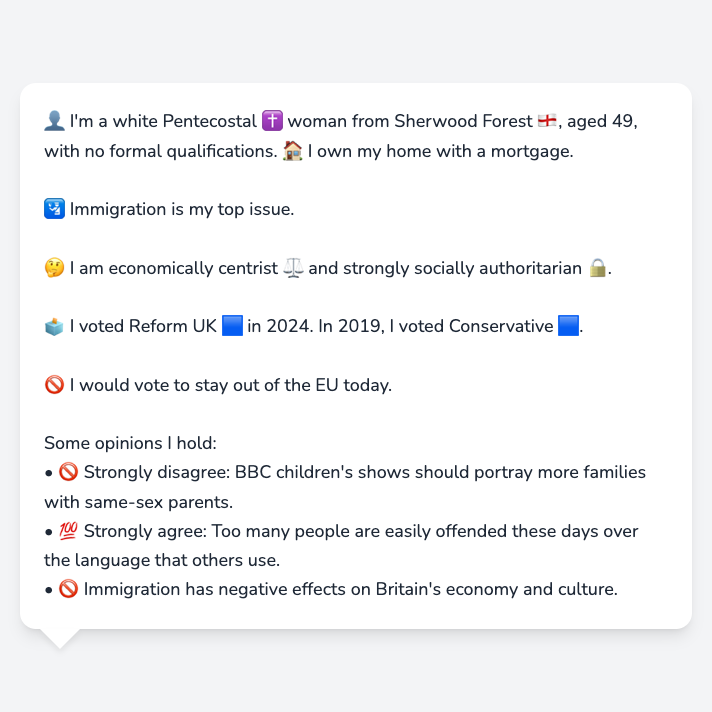 👤 I'm a white Pentecostal ✝️ woman from Sherwood Forest 🏴󠁧󠁢󠁥󠁮󠁧󠁿, aged 49,
with no formal qualifications. 🏠 I own my home with a mortgage.
🛂 Immigration is my top issue.
🤔 I am economically centrist ⚖️ and strongly socially authoritarian 🔒.
🗳️ I voted Reform UK 🟦 in 2024. In 2019, I voted Conservative 🟦.
🚫 I would vote to stay out of the EU today.
Some opinions I hold:
• 🚫 Strongly disagree: BBC children's shows should portray more families
with same-sex parents.
• 💯 Strongly agree: Too many people are easily offended these days over
the language that others use.
• 🚫 Immigration has negative effects on Britain's economy and culture.